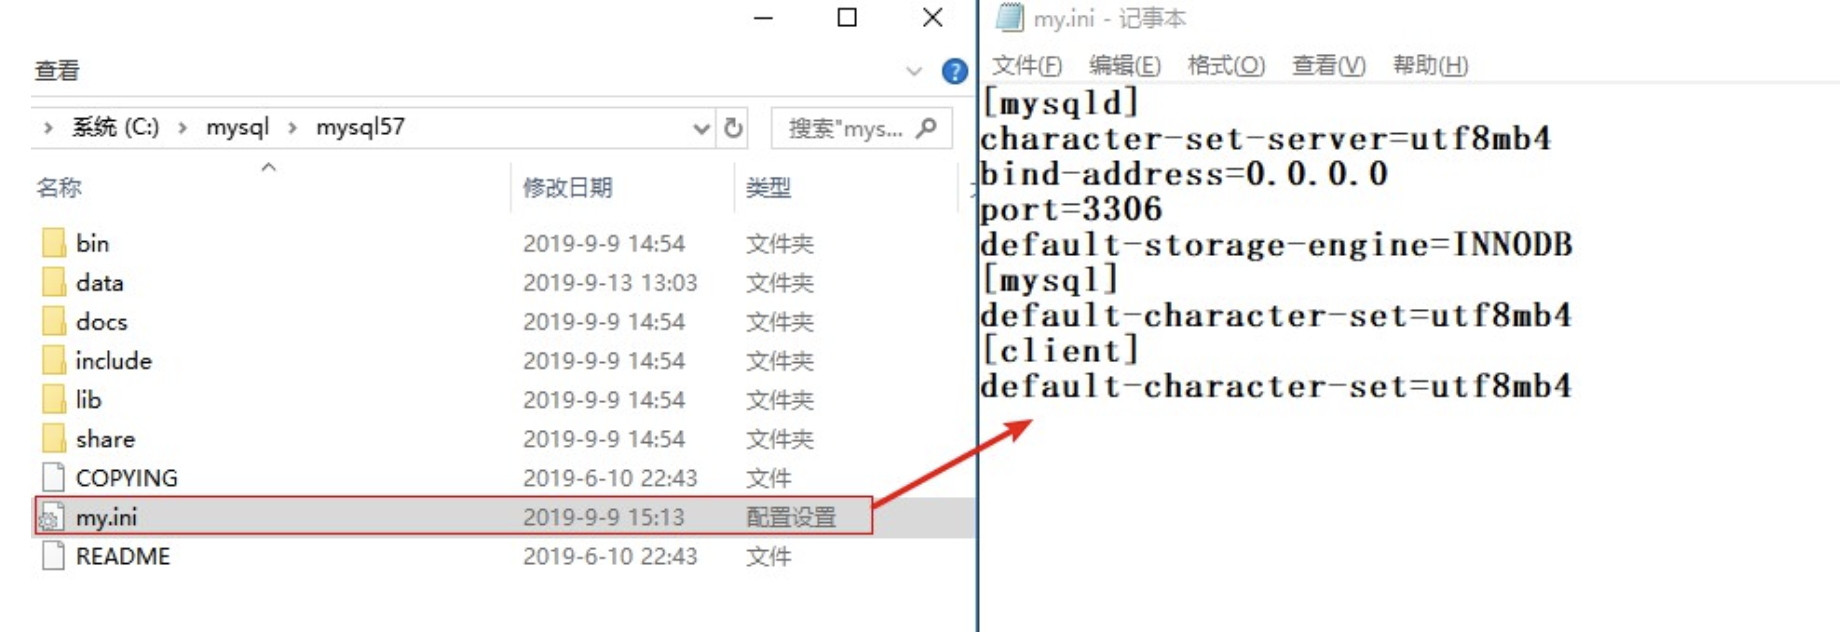 查看
系统 (C:) mysql mysql57
搜索"mys...
名称 修改日期 类型
bin 2019-9-9 14:54 文件夹
data 2019-9-13 13:03 文件夹
docs 2019-9-9 14:54 文件夹
include 2019-9-9 14:54 文件夹
lib 2019-9-9 14:54 文件夹
share 2019-9-9 14:54 文件夹
COPYING 2019-6-10 22:43 文件
my.ini 2019-9-9 15:13 配置设置
README 2019-6-10 22:43 文件
my.ini - 记事本
文件(F) 编辑(E) 格式(O) 查看(V) 帮助(H)
[mysqld]
character-set-server=utf8mb4
bind-address=0.0.0.0
port=3306
default-storage-engine=INNODB
[mysql]
default-character-set=utf8mb4
[client]
default-character-set=utf8mb4